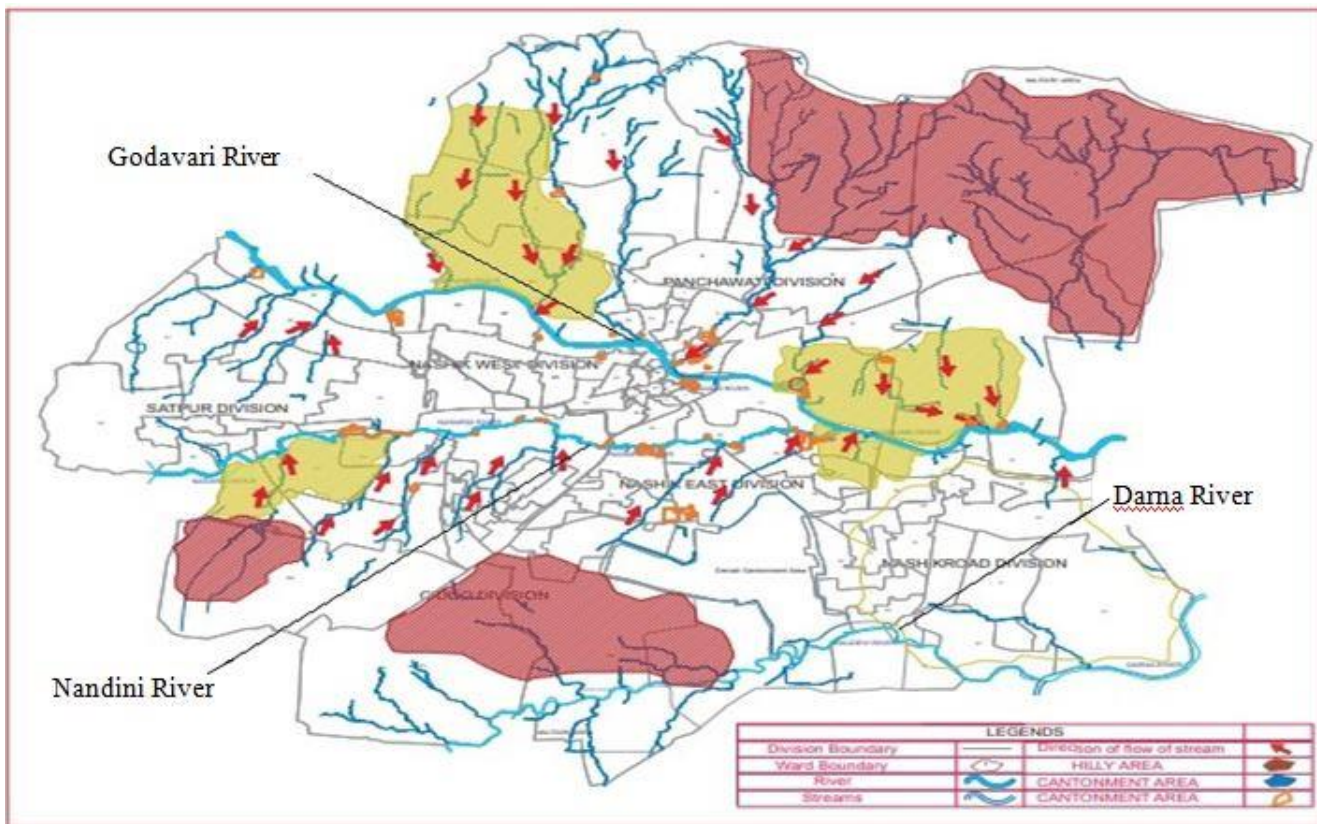 Godavari River
PANCHAWATI DIVISION
NASHIK WEST DIVISION
SATPUR DIVISION
NASHIK EAST DIVISION
Darna River
NASHIKROAD DIVISION
CIDCO DIVISION
Nandini River
LEGENDS
Division Boundary Direction of flow of stream
Ward Boundary HILLY AREA
River CANTONMENT AREA
Streams CANTONMENT AREA